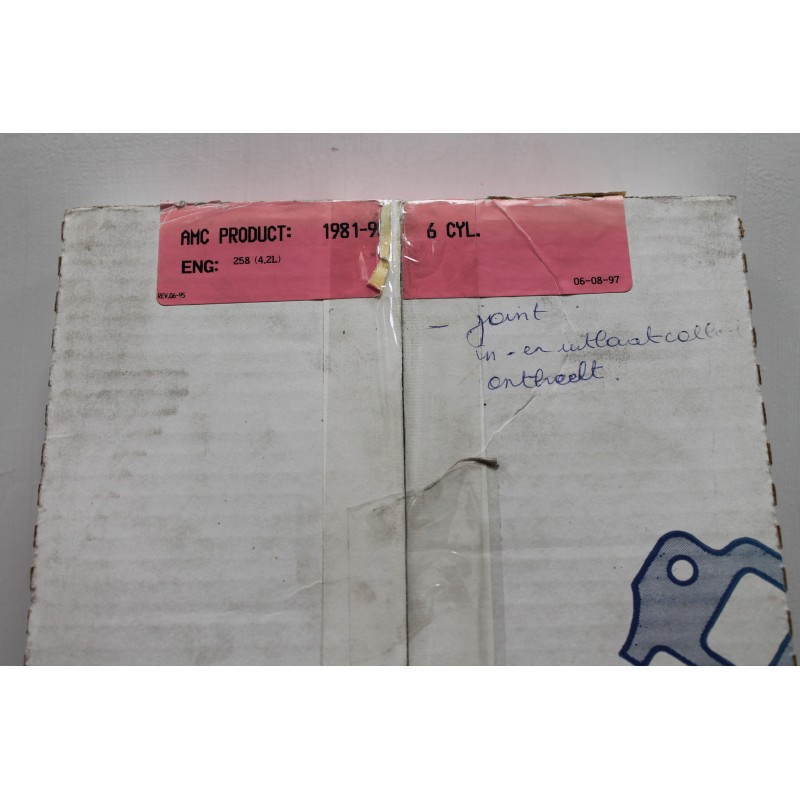 AMC PRODUCT: 1981-9 6 CYL.
ENG: 258 (4.2L)
REV.06-95 06-08-97
- joint
in- en uitlaatcoll
ontbreekt.